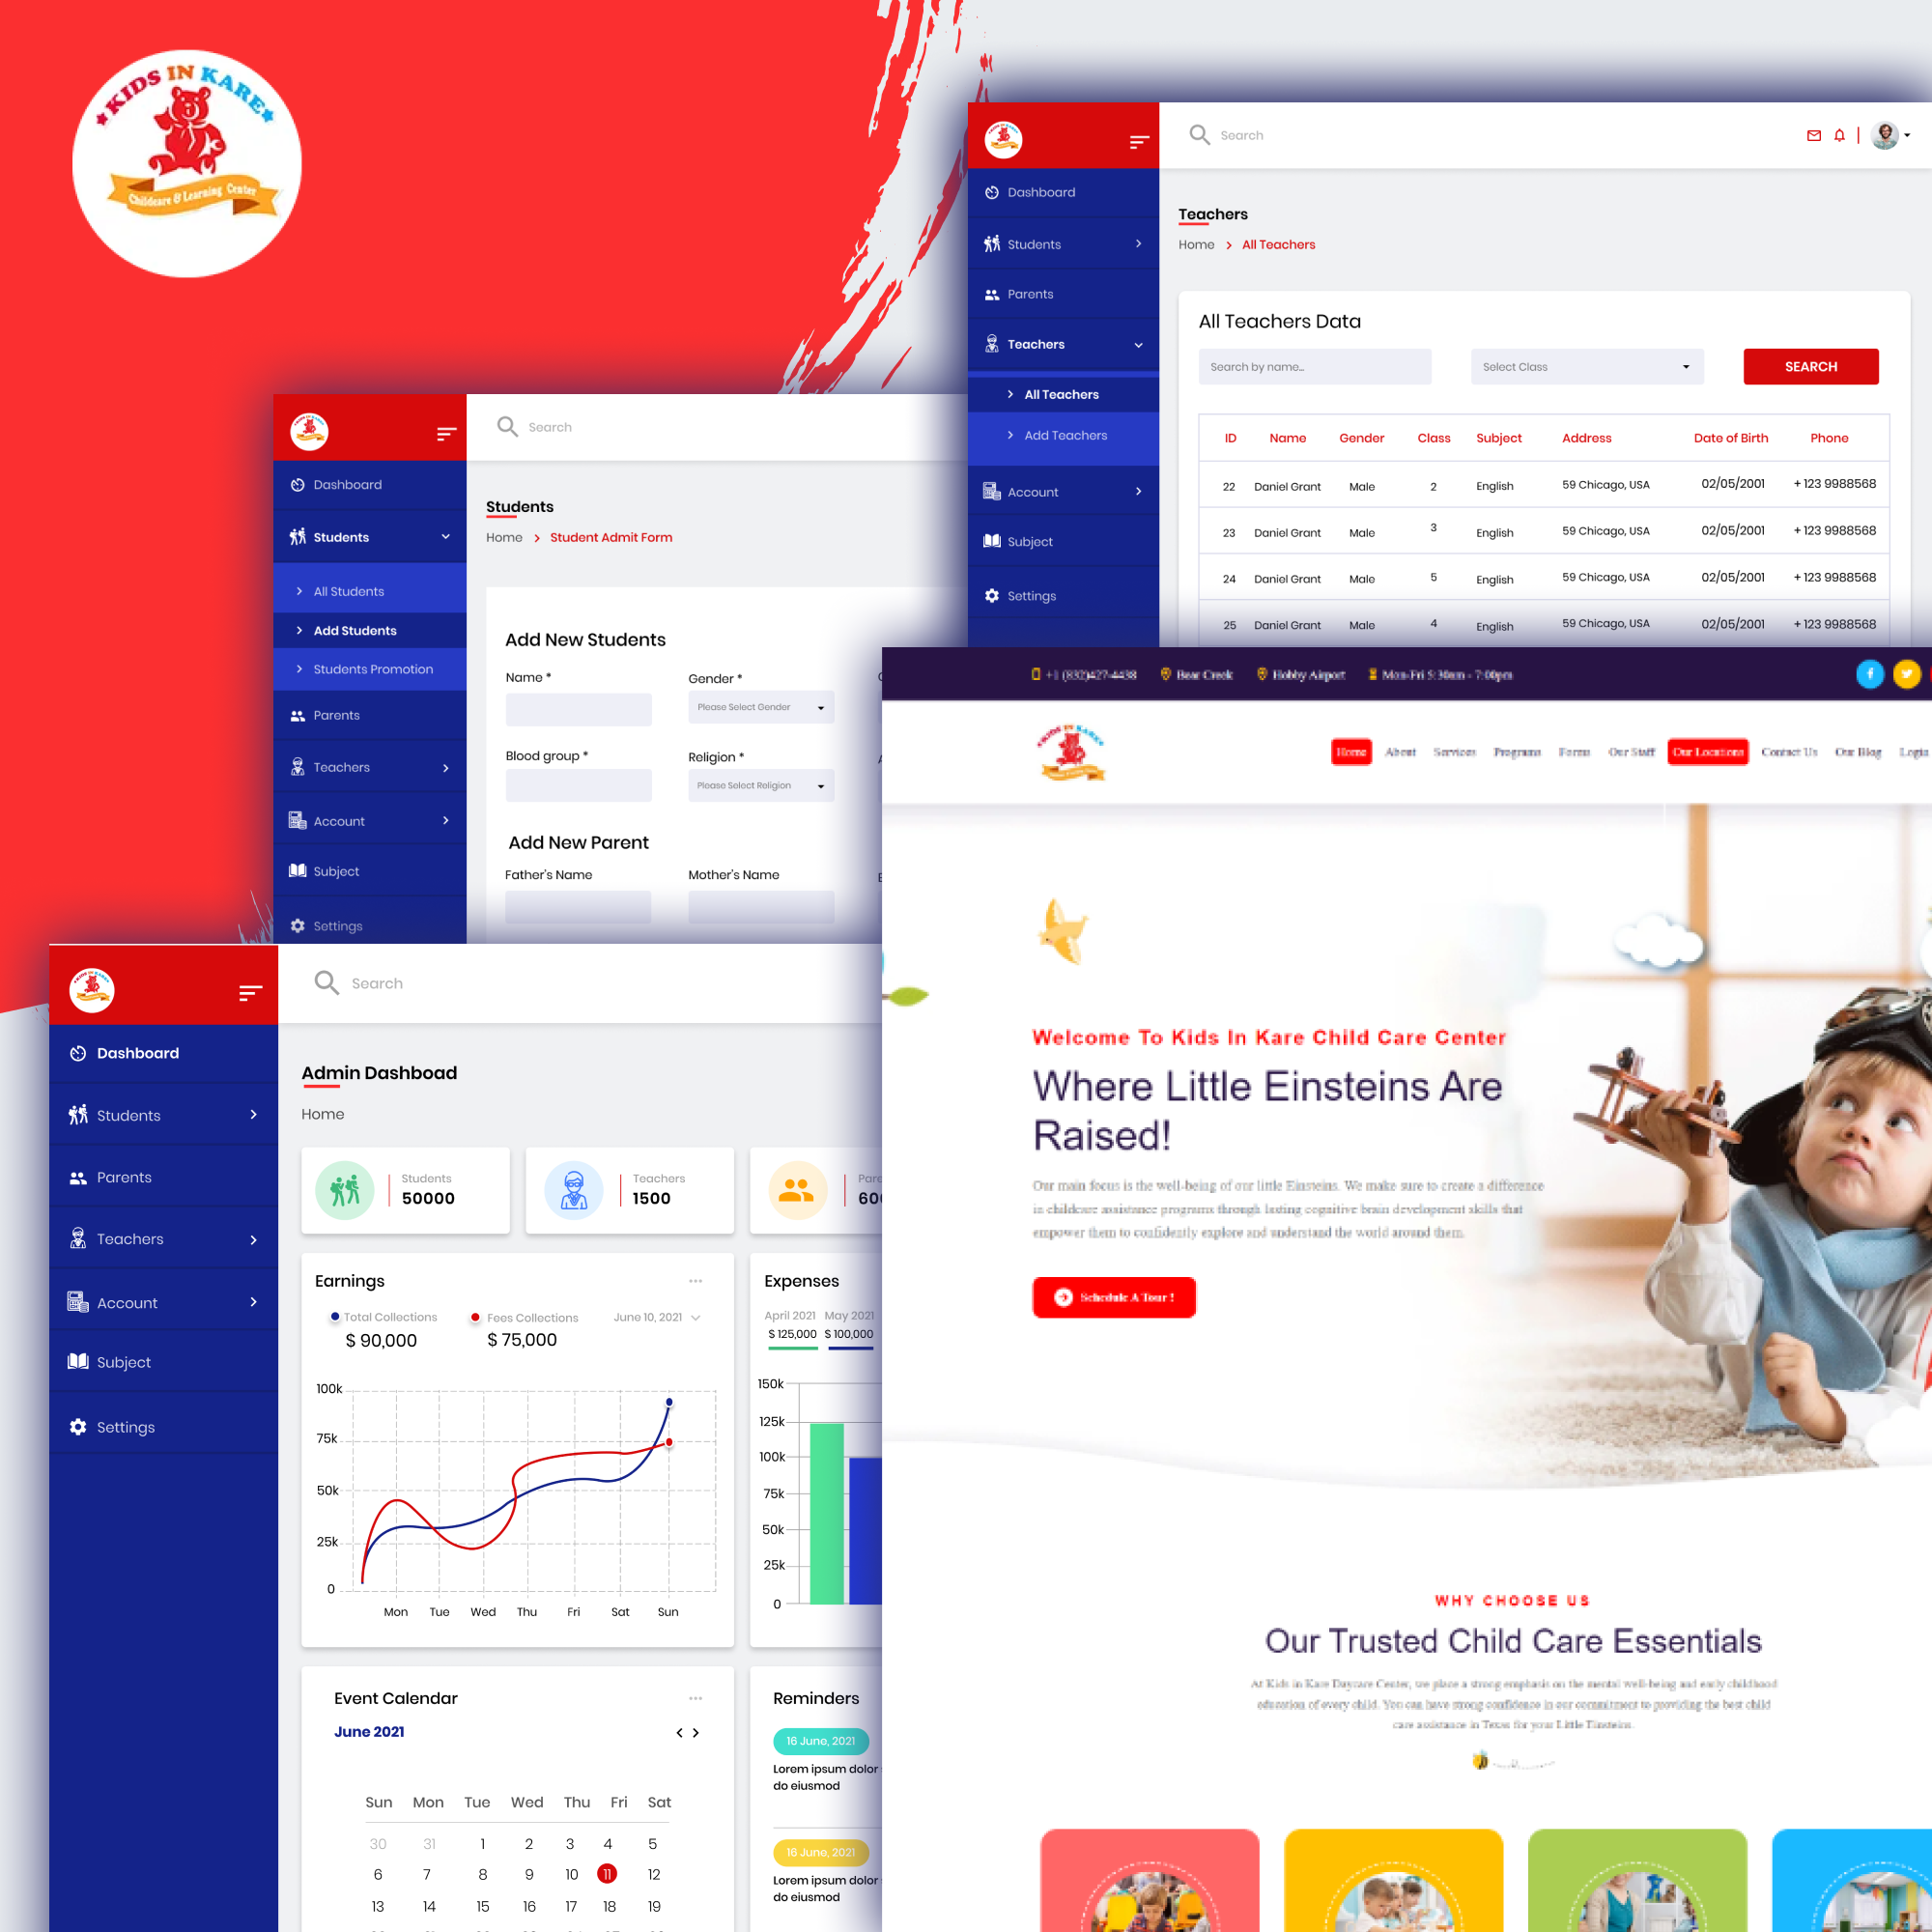 KIDS IN KARE
Childcare & Learning Center
Search
Dashboard
Students
Parents
Teachers
All Teachers
Add Teachers
Account
Subject
Settings
Teachers
Home > All Teachers
All Teachers Data
Search by name...
Select Class
SEARCH
ID Name Gender Class Subject Address Date of Birth Phone
22 Daniel Grant Male 2 English 59 Chicago, USA 02/05/2001 + 123 9988568
23 Daniel Grant Male 3 English 59 Chicago, USA 02/05/2001 + 123 9988568
24 Daniel Grant Male 5 English 59 Chicago, USA 02/05/2001 + 123 9988568
25 Daniel Grant Male 4 English 59 Chicago, USA 02/05/2001 + 123 9988568
Search
Dashboard
Students
All Students
Add Students
Students Promotion
Parents
Teachers
Account
Subject
Settings
Students
Home > Student Admit Form
Add New Students
Name * Gender *
Please Select Gender
Blood group * Religion *
Please Select Religion
Add New Parent
Father's Name Mother's Name
+1 (832)427-4438 Bear Creek Hobby Airport Mon-Fri 5:30am - 7:00pm
KIDS IN KARE
Home About Services Programs Forms Our Staff Our Locations Contact Us Our Blog Login
Welcome To Kids In Kare Child Care Center
Where Little Einsteins Are
Raised!
Our main focus is the well-being of our little Einsteins. We make sure to create a difference
in childcare assistance programs through lasting cognitive brain development skills that
empower them to confidently explore and understand the world around them.
Schedule A Tour !
WHY CHOOSE US
Our Trusted Child Care Essentials
At Kids in Kare Daycare Center, we place a strong emphasis on the mental well-being and early childhood
education of every child. You can have strong confidence in our commitment to providing the best child
care assistance in Texas for your Little Einsteins.
Search
Dashboard
Students
Parents
Teachers
Account
Subject
Settings
Admin Dashboad
Home
Students
50000
Teachers
1500
Earnings
Total Collections Fees Collections June 10, 2021
$ 90,000 $ 75,000
100k
75k
50k
25k
0
Mon Tue Wed Thu Fri Sat Sun
Expenses
April 2021 May 2021
$ 125,000 $ 100,000
150k
125k
100k
75k
50k
25k
0
Event Calendar
June 2021
Sun Mon Tue Wed Thu Fri Sat
30 31 1 2 3 4 5
6 7 8 9 10 11 12
13 14 15 16 17 18 19
Reminders
16 June, 2021
Lorem ipsum dolor
do eiusmod
16 June, 2021
Lorem ipsum dolor
do eiusmod